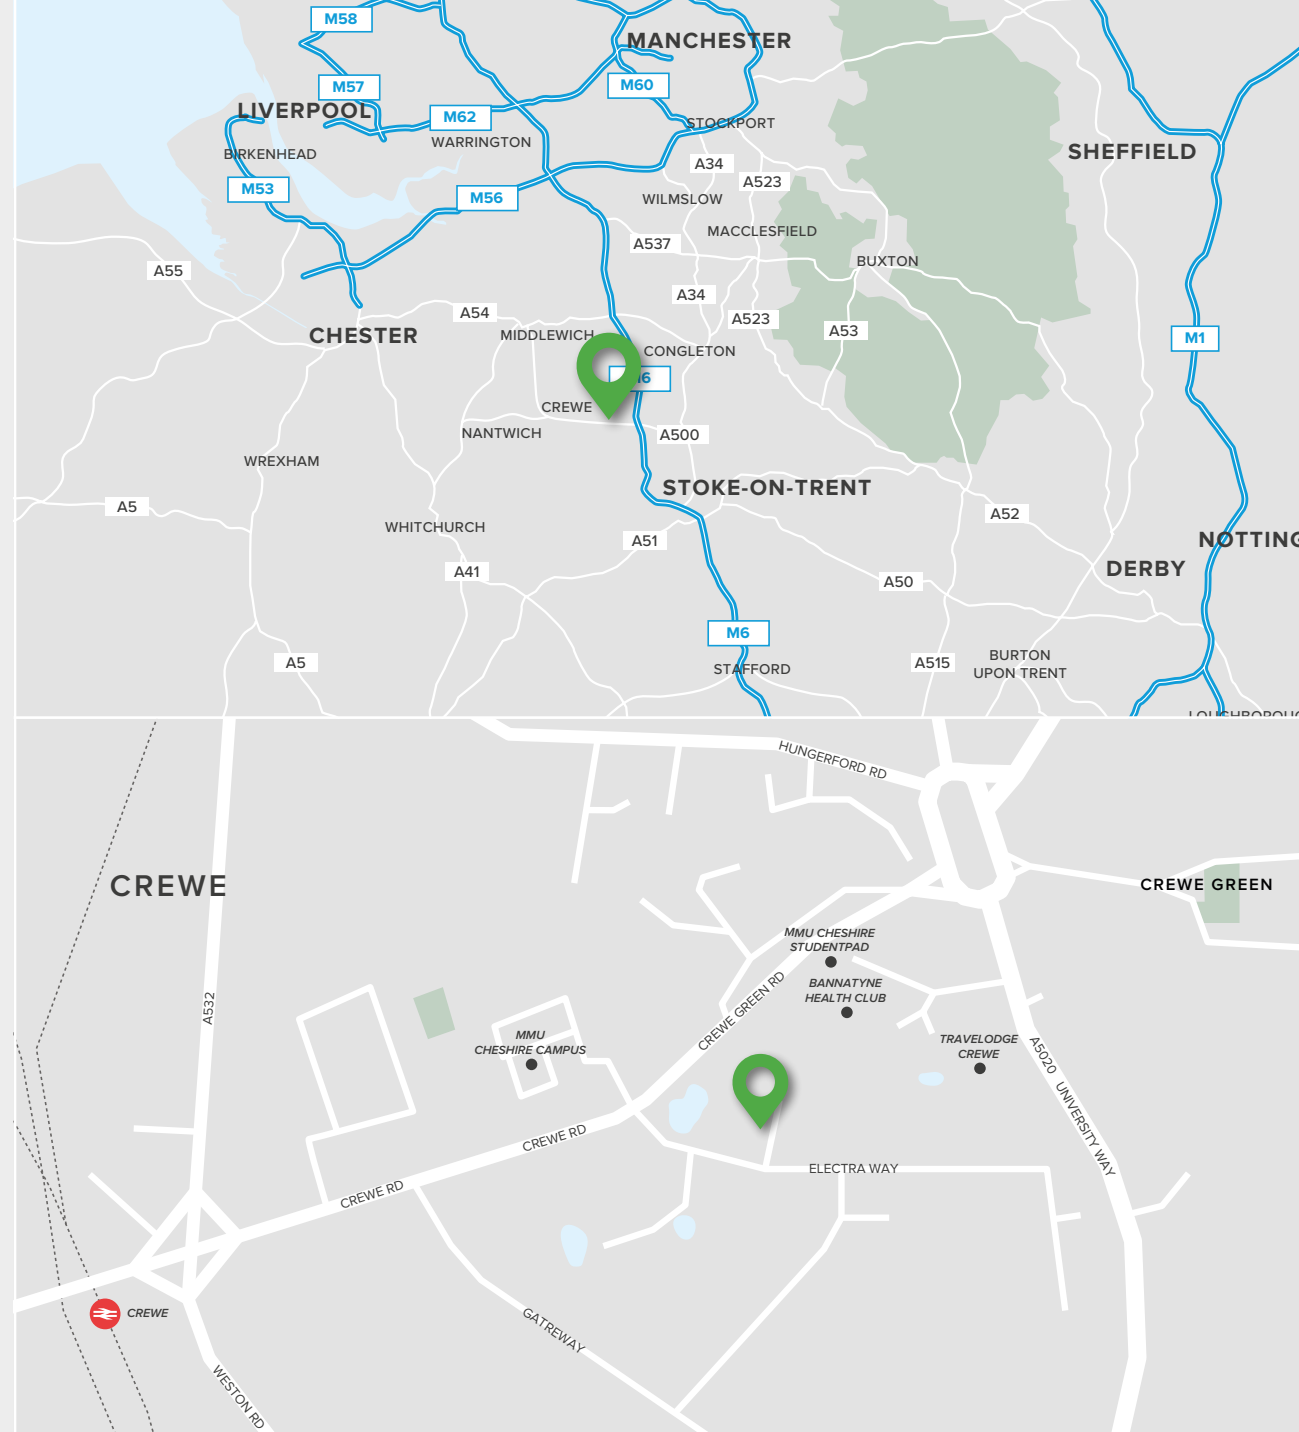 M58
MANCHESTER
M57
M60
LIVERPOOL
M62
STOCKPORT
WARRINGTON
SHEFFIELD
BIRKENHEAD
A34
A523
M53
M56
WILMSLOW
MACCLESFIELD
A537
BUXTON
A55
A34
A54
A523
A53
CHESTER
MIDDLEWICH
M1
CONGLETON
CREWE
NANTWICH
A500
WREXHAM
STOKE-ON-TRENT
A5
A52
WHITCHURCH
A51
NOTTING
A41
DERBY
A50
M6
A5
STAFFORD
A515
BURTON
UPON TRENT
HUNGERFORD RD
CREWE
CREWE GREEN
MMU CHESHIRE
STUDENTPAD
BANNATYNE
HEALTH CLUB
A532
CREWE GREEN RD
MMU
CHESHIRE CAMPUS
TRAVELODGE
CREWE
A5020 UNIVERSITY WAY
CREWE RD
ELECTRA WAY
CREWE RD
CREWE
GATREWAY
WESTON RD